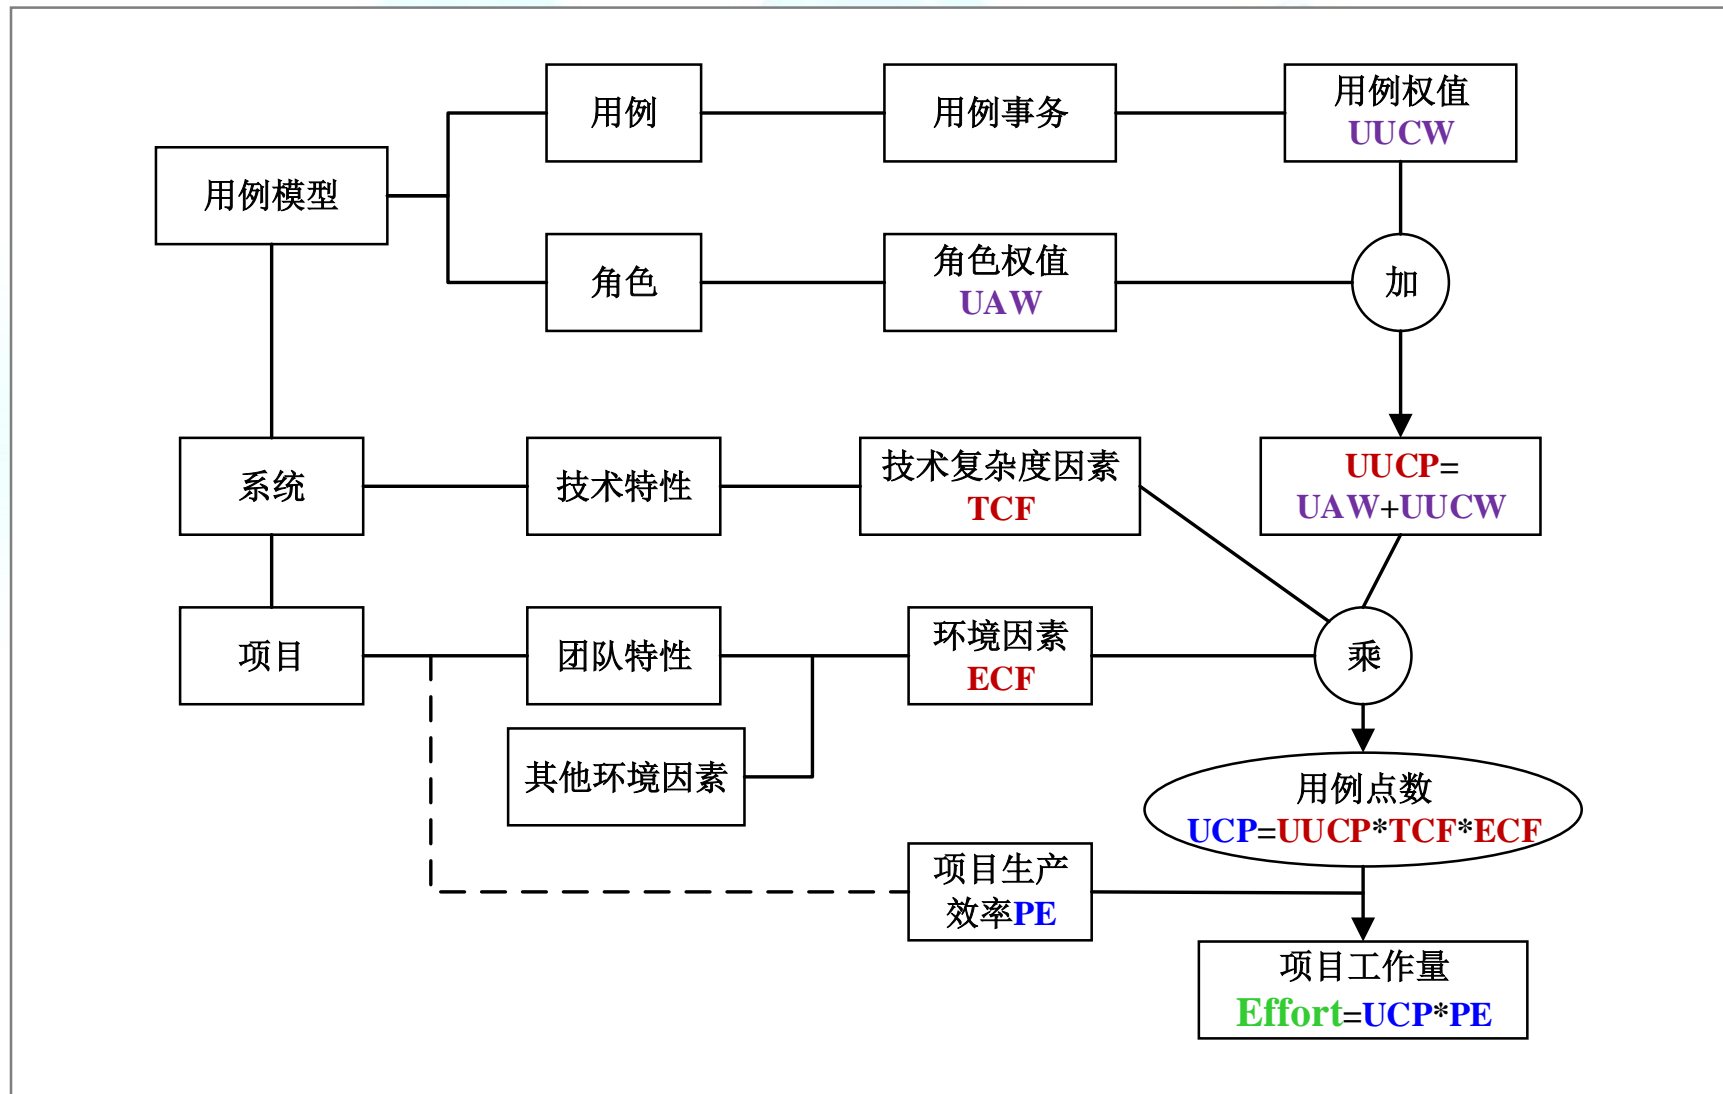 用例
用例事务
用例权值
UUCW
用例模型
角色
角色权值
UAW
加
系统
技术特性
技术复杂度因素
TCF
UUCP=
UAW+UUCW
项目
团队特性
环境因素
ECF
乘
其他环境因素
用例点数
UCP=UUCP*TCF*ECF
项目生产
效率PE
项目工作量
Effort=UCP*PE